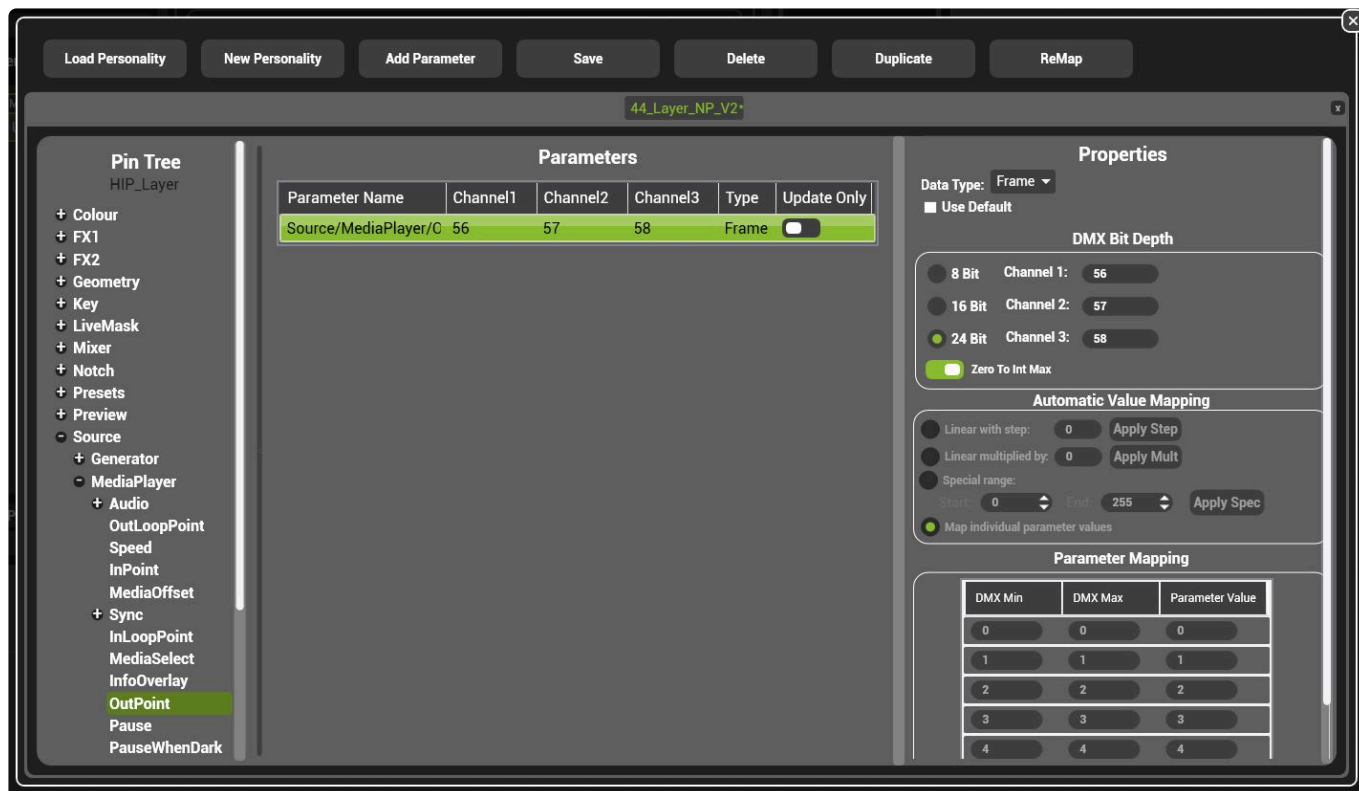 Load Personality New Personality Add Parameter Save Delete Duplicate ReMap
44_Layer_NP_V2*
x
Pin Tree
HIP_Layer
+ Colour
+ FX1
+ FX2
+ Geometry
+ Key
+ LiveMask
+ Mixer
+ Notch
+ Presets
+ Preview
- Source
+ Generator
- MediaPlayer
+ Audio
OutLoopPoint
Speed
InPoint
MediaOffset
+ Sync
InLoopPoint
MediaSelect
InfoOverlay
OutPoint
Pause
PauseWhenDark
Parameters
Parameter Name Channel1 Channel2 Channel3 Type Update Only
Source/MediaPlayer/O 56 57 58 Frame
Properties
Data Type: Frame
Use Default
DMX Bit Depth
8 Bit Channel 1: 56
16 Bit Channel 2: 57
24 Bit Channel 3: 58
Zero To Int Max
Automatic Value Mapping
Linear with step: 0 Apply Step
Linear multiplied by: 0 Apply Mult
Special range:
Start: 0 End: 255 Apply Spec
Map individual parameter values
Parameter Mapping
DMX Min DMX Max Parameter Value
0 0 0
1 1 1
2 2 2
3 3 3
4 4 4